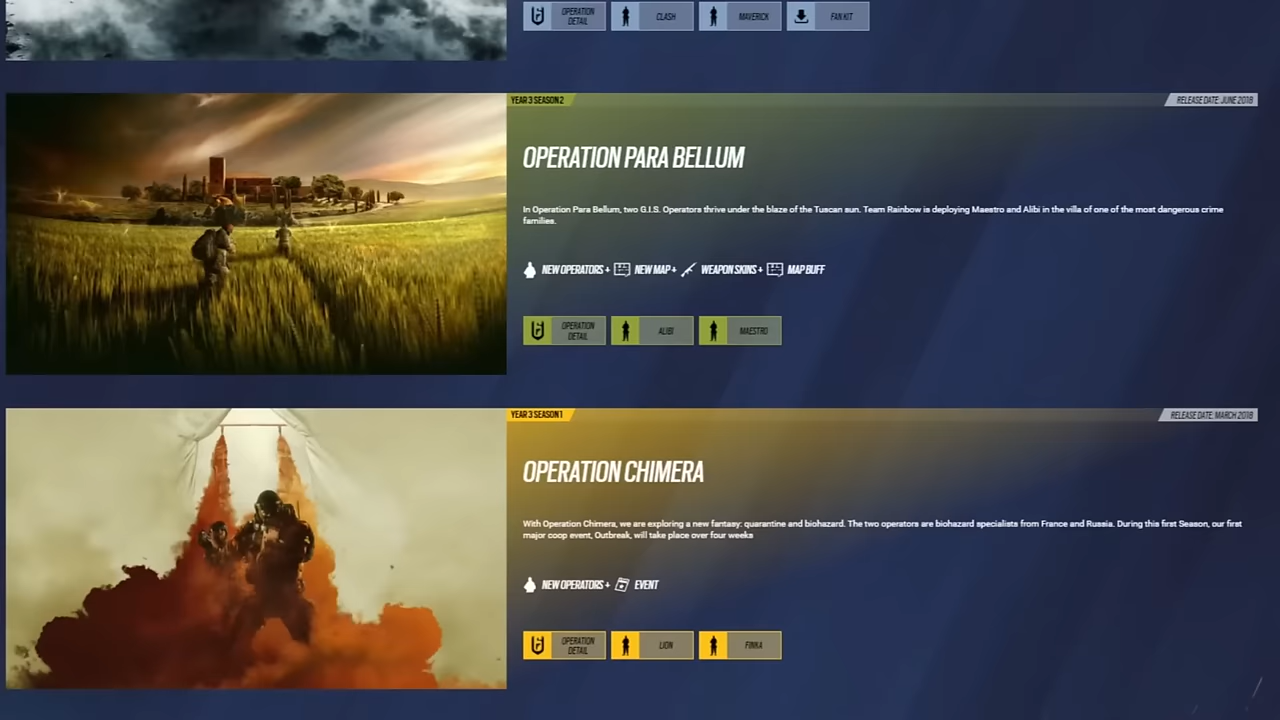 OPERATION DETAIL CLASH MAVERICK FAN KIT
YEAR 3 SEASON 2
RELEASE DATE: JUNE 2018
OPERATION PARA BELLUM
In Operation Para Bellum, two G.I.S. Operators thrive under the blaze of the Tuscan sun. Team Rainbow is deploying Maestro and Alibi in the villa of one of the most dangerous crime
families.
NEW OPERATORS + NEW MAP + WEAPON SKINS + MAP BUFF
OPERATION DETAIL ALIBI MAESTRO
YEAR 3 SEASON 1
RELEASE DATE: MARCH 2018
OPERATION CHIMERA
With Operation Chimera, we are exploring a new fantasy: quarantine and biohazard. The two operators are biohazard specialists from France and Russia. During this first Season, our first
major coop event, Outbreak, will take place over four weeks
NEW OPERATORS + EVENT
OPERATION DETAIL LION FINKA